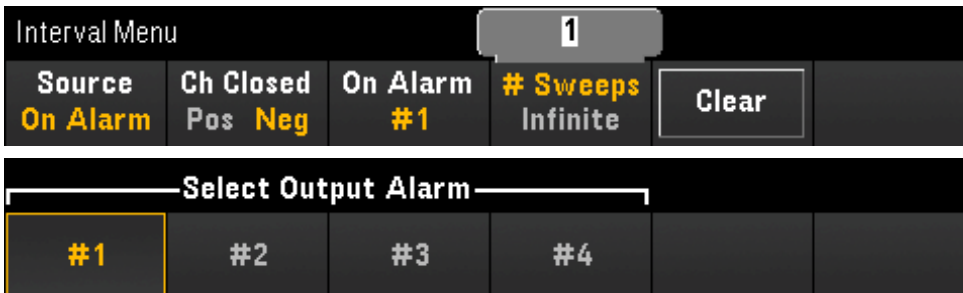 Interval Menu 1
Source Ch Closed On Alarm # Sweeps Clear
On Alarm Pos Neg #1 Infinite
Select Output Alarm
#1 #2 #3 #4